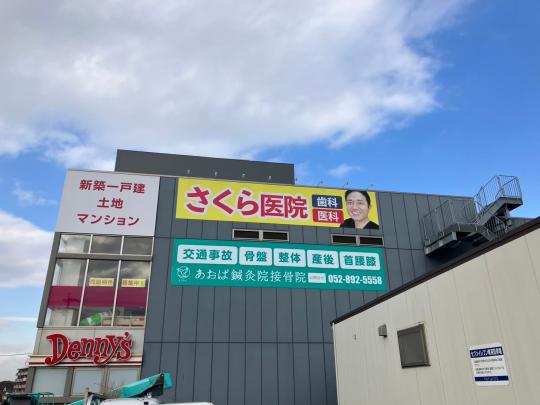 新築一戸建
土地
マンション
さくら医院
歯科
医科
交通事故 骨盤 整体 産後 首腰膝
あおば鍼灸院接骨院
052-892-5558
Denny's